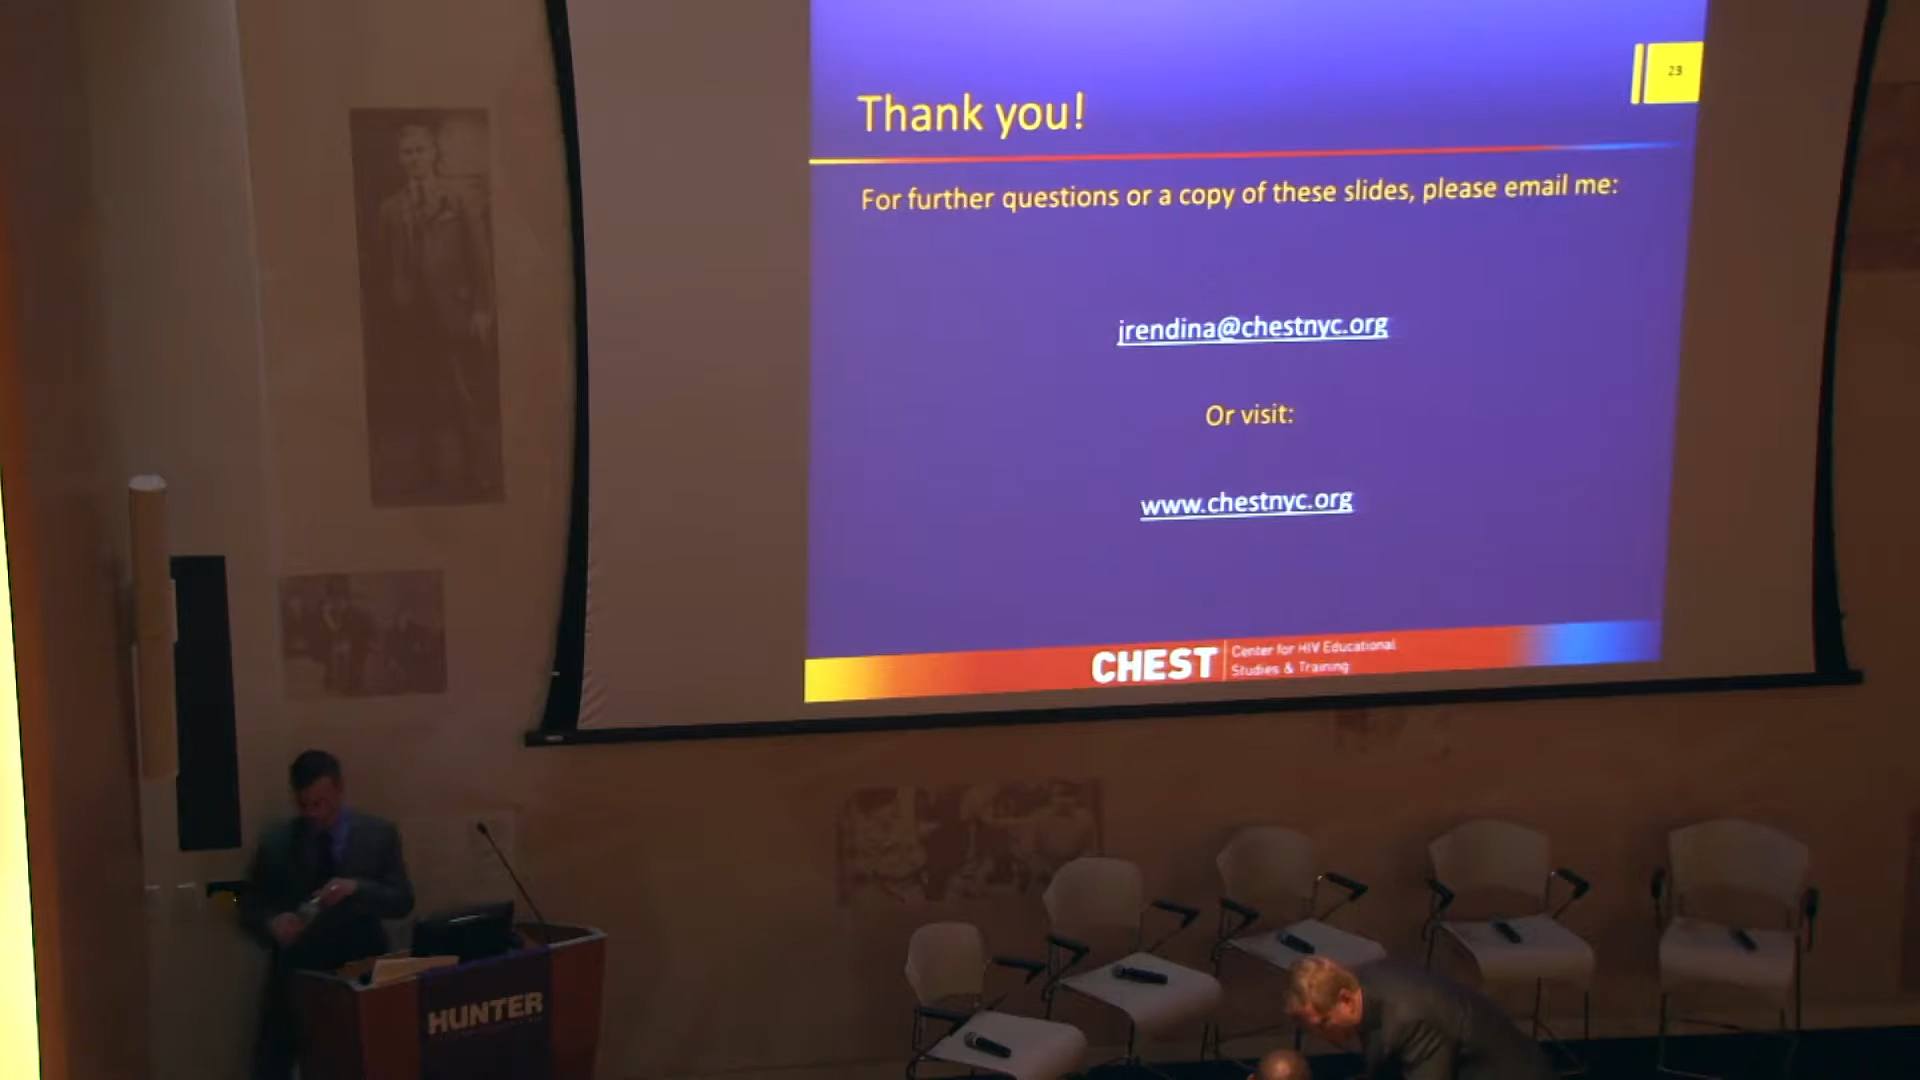 23
Thank you!
For further questions or a copy of these slides, please email me:
jrendina@chestnyc.org
Or visit:
www.chestnyc.org
CHEST
Center for HIV Educational
Studies & Training
HUNTER